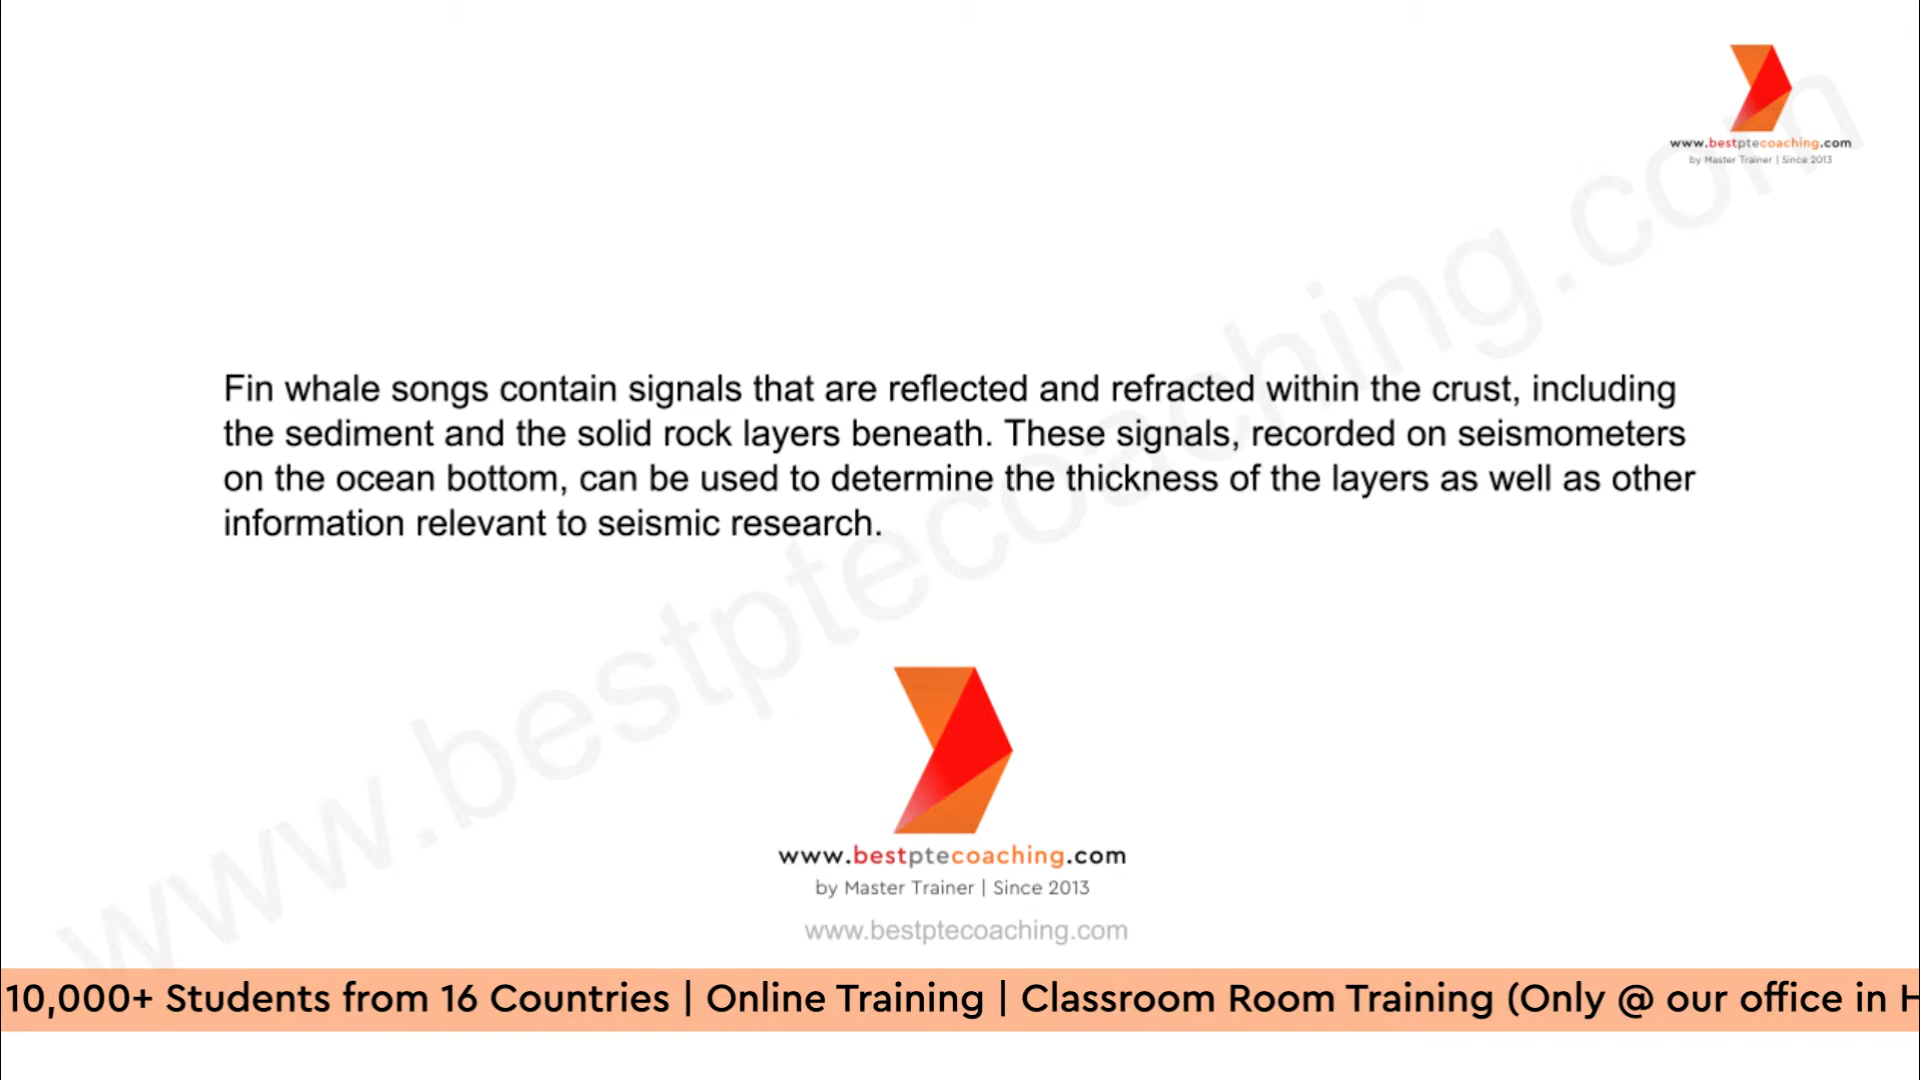 www.bestptecoaching.com
by Master Trainer | Since 2013
www.bestptecoaching.com
Fin whale songs contain signals that are reflected and refracted within the crust, including
the sediment and the solid rock layers beneath. These signals, recorded on seismometers
on the ocean bottom, can be used to determine the thickness of the layers as well as other
information relevant to seismic research.
www.bestptecoaching.com
by Master Trainer | Since 2013
www.bestptecoaching.com
10,000+ Students from 16 Countries | Online Training | Classroom Room Training (Only @ our office in H